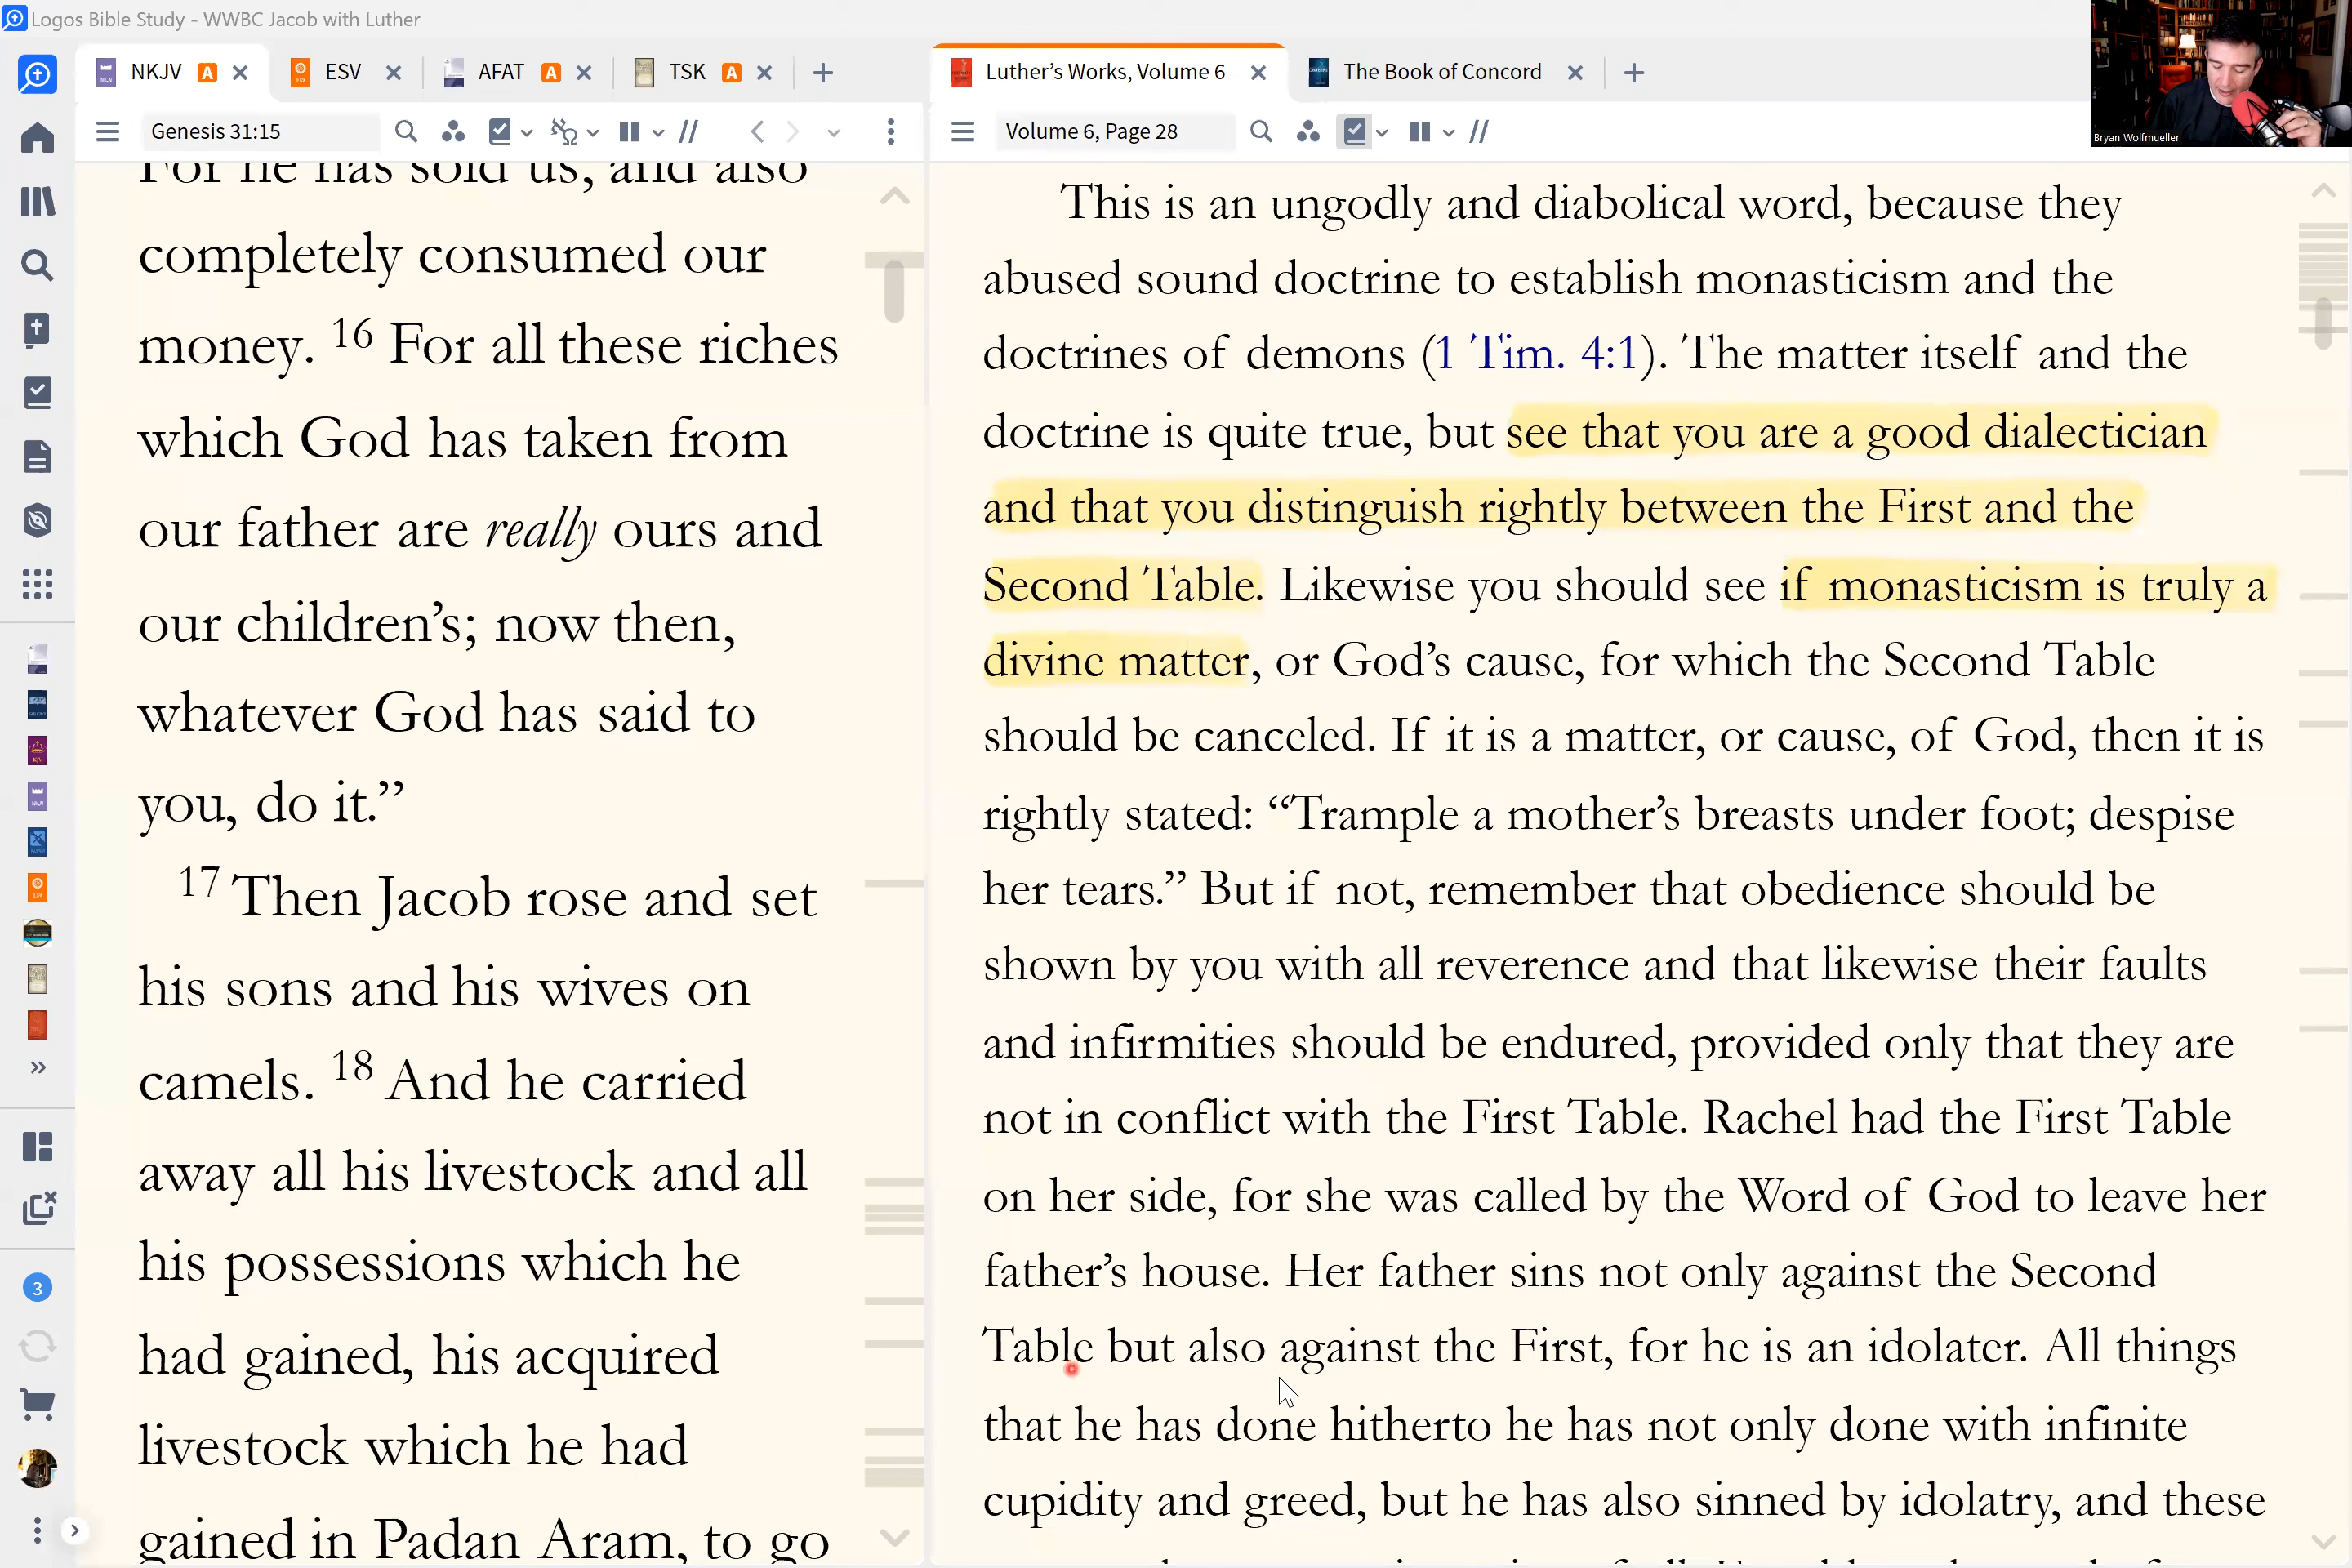 Logos Bible Study - WWBC Jacob with Luther
NKJV A
ESV
AFAT A
TSK A
Genesis 31:15
For he has sold us, and also
completely consumed our
money. 16 For all these riches
which God has taken from
our father are really ours and
our children’s; now then,
whatever God has said to
you, do it.”
17 Then Jacob rose and set
his sons and his wives on
camels. 18 And he carried
away all his livestock and all
his possessions which he
had gained, his acquired
livestock which he had
gained in Padan Aram, to go
3
Luther’s Works, Volume 6
The Book of Concord
Volume 6, Page 28
This is an ungodly and diabolical word, because they
abused sound doctrine to establish monasticism and the
doctrines of demons (1 Tim. 4:1). The matter itself and the
doctrine is quite true, but see that you are a good dialectician
and that you distinguish rightly between the First and the
Second Table. Likewise you should see if monasticism is truly a
divine matter, or God’s cause, for which the Second Table
should be canceled. If it is a matter, or cause, of God, then it is
rightly stated: “Trample a mother’s breasts under foot; despise
her tears.” But if not, remember that obedience should be
shown by you with all reverence and that likewise their faults
and infirmities should be endured, provided only that they are
not in conflict with the First Table. Rachel had the First Table
on her side, for she was called by the Word of God to leave her
father’s house. Her father sins not only against the Second
Table but also against the First, for he is an idolater. All things
that he has done hitherto he has not only done with infinite
cupidity and greed, but he has also sinned by idolatry, and these
Bryan Wolfmueller